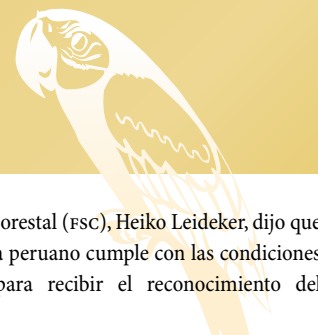 orestal (FSC), Heiko Leideker, dijo que
peruano cumple con las condiciones
para recibir el reconocimiento del